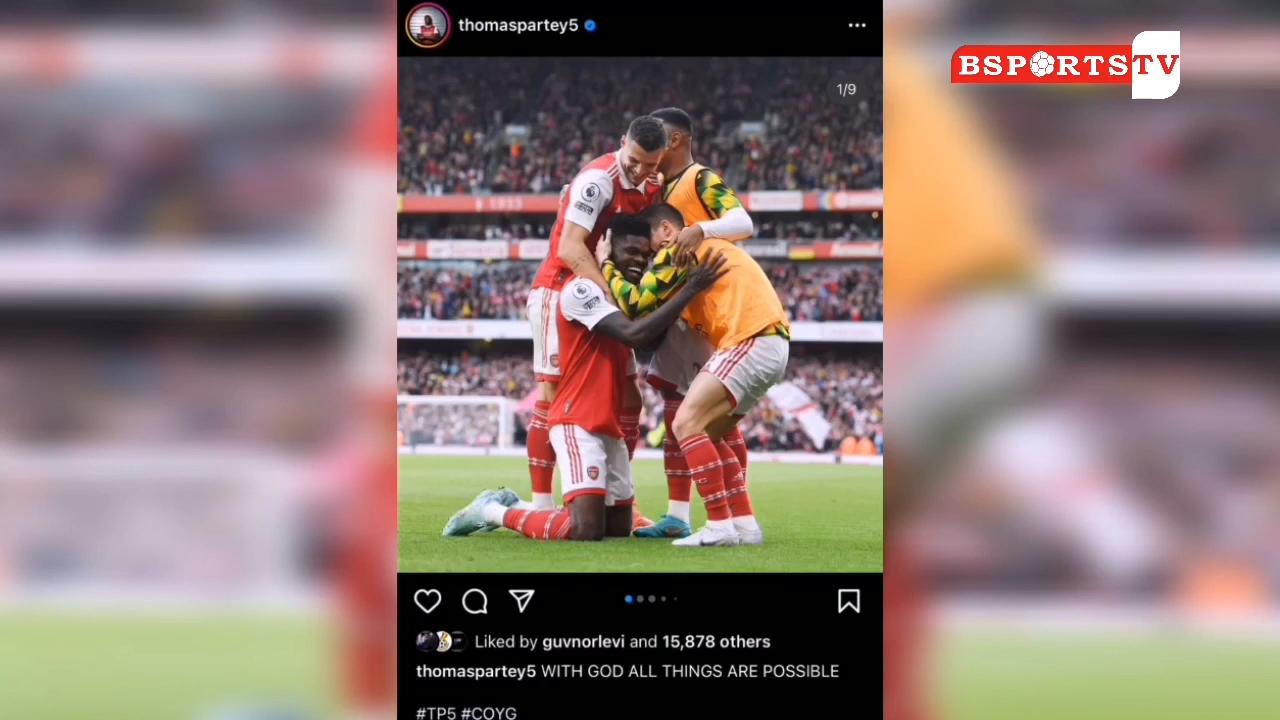 thomaspartey5
BSPORTSTV
1/9
Liked by guvnorlevi and 15,878 others
thomaspartey5 WITH GOD ALL THINGS ARE POSSIBLE
#TP5 #COYG